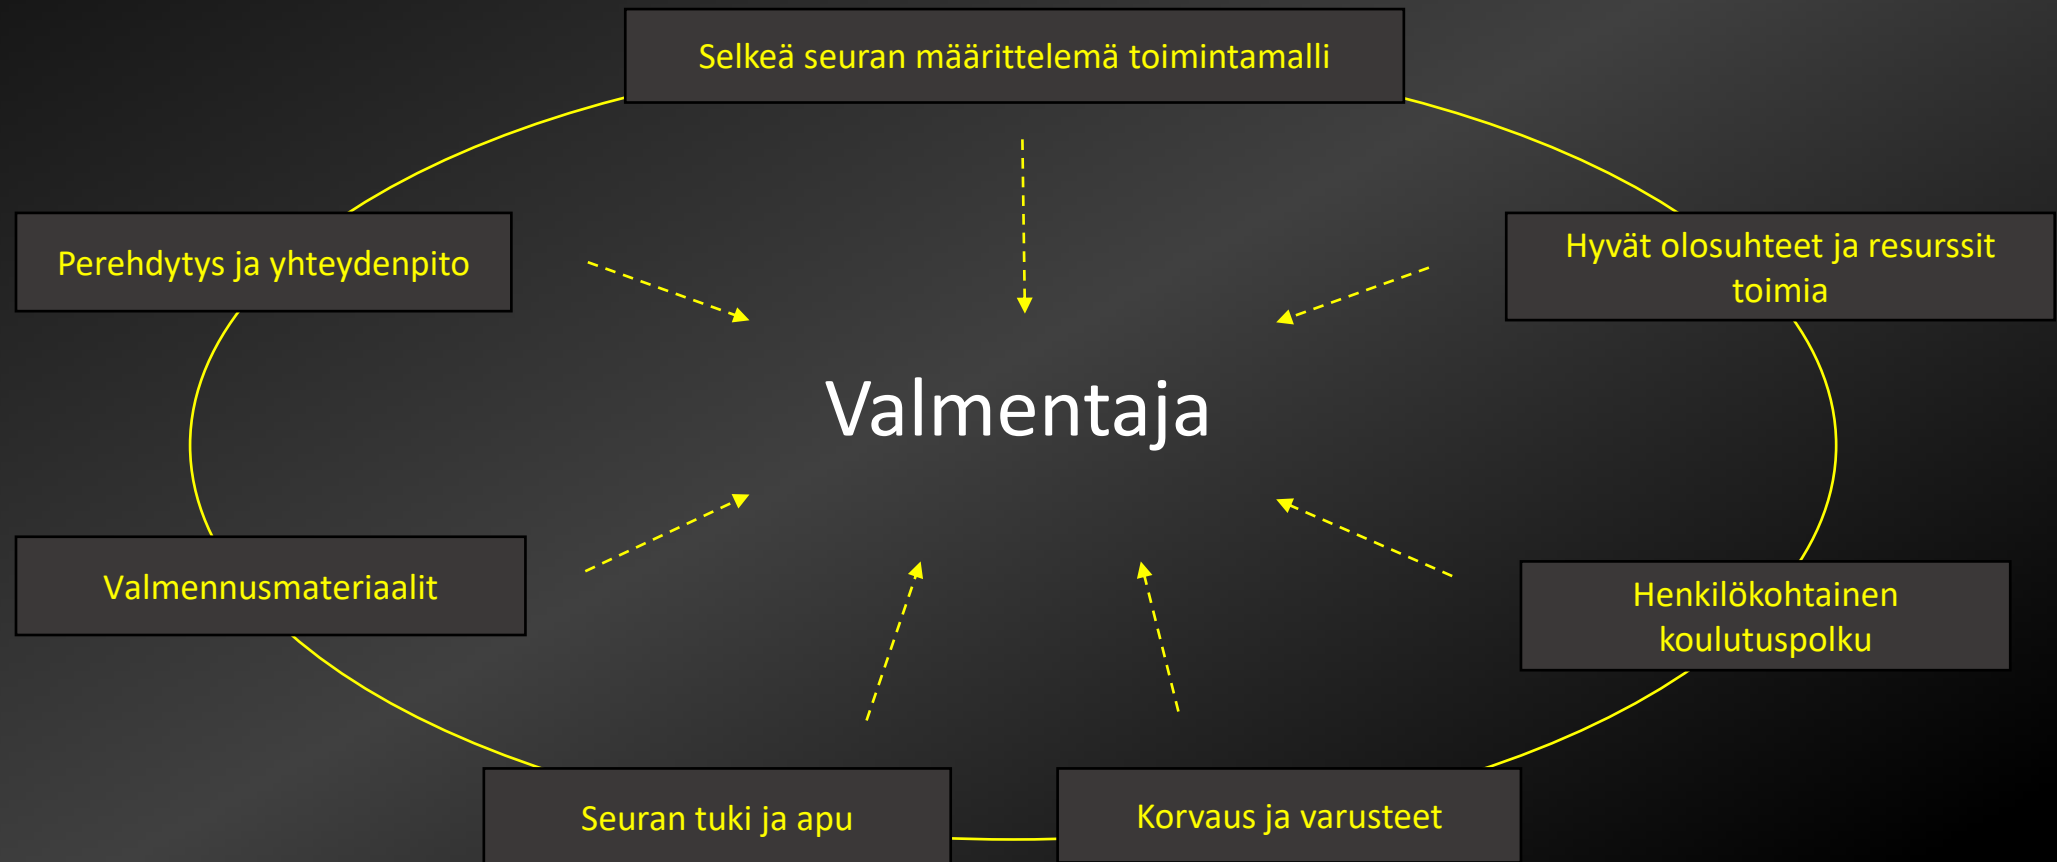 Selkeä seuran määrittelemä toimintamalli
Perehdytys ja yhteydenpito
Hyvät olosuhteet ja resurssit
toimia
Valmentaja
Valmennusmateriaalit
Henkilökohtainen
koulutuspolku
Seuran tuki ja apu
Korvaus ja varusteet